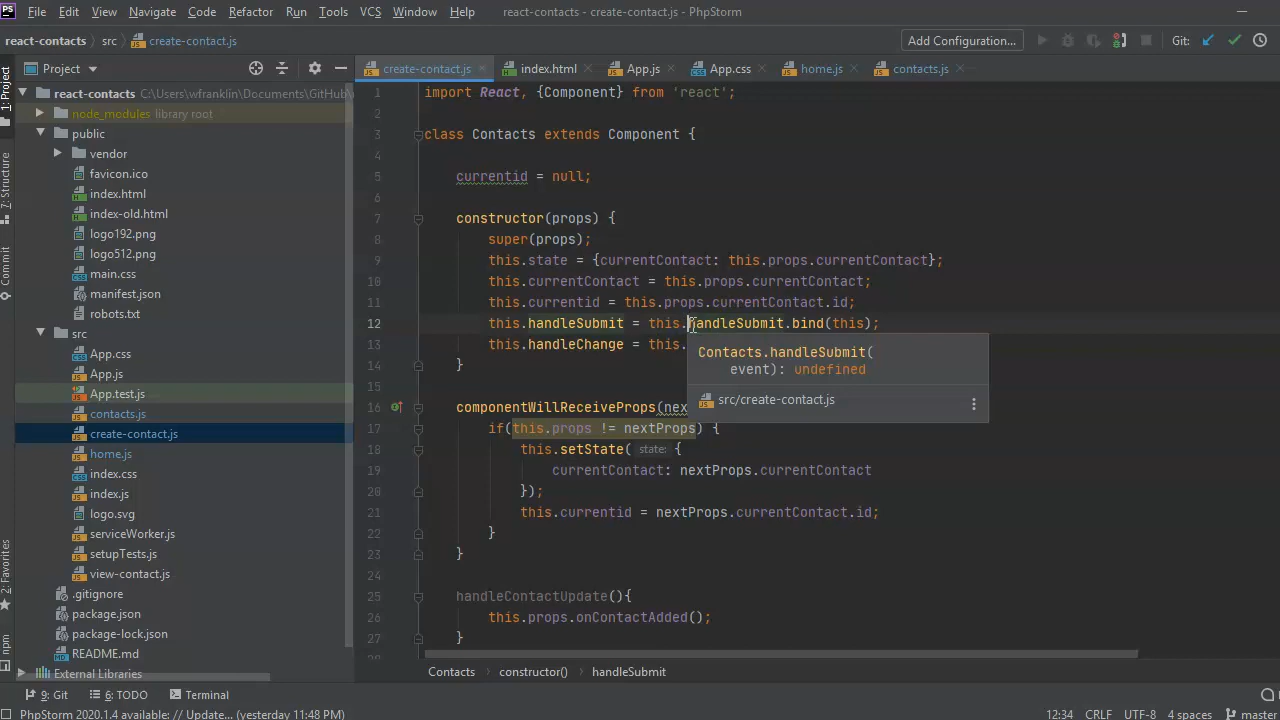 PS File Edit View Navigate Code Refactor Run Tools VCS Window Help react-contacts - create-contact.js - PhpStorm
react-contacts src create-contact.js Add Configuration... Git:
1: Project
7: Structure
Commit
2: Favorites
npm
Project
create-contact.js index.html App.js App.css home.js contacts.js
react-contacts C:\Users\wfranklin\Documents\GitHub\
node_modules library root
public
vendor
favicon.ico
index.html
index-old.html
logo192.png
logo512.png
main.css
manifest.json
robots.txt
src
App.css
App.js
App.test.js
contacts.js
create-contact.js
home.js
index.css
index.js
logo.svg
serviceWorker.js
setupTests.js
view-contact.js
.gitignore
package.json
package-lock.json
README.md
External Libraries
1 import React, {Component} from 'react';
2
3 class Contacts extends Component {
4
5 currentid = null;
6
7 constructor(props) {
8 super(props);
9 this.state = {currentContact: this.props.currentContact};
10 this.currentContact = this.props.currentContact;
11 this.currentid = this.props.currentContact.id;
12 this.handleSubmit = this.handleSubmit.bind(this);
13 this.handleChange = this.
14 }
15
16 componentWillReceiveProps(nex
17 if(this.props != nextProps) {
18 this.setState( state: {
19 currentContact: nextProps.currentContact
20 });
21 this.currentid = nextProps.currentContact.id;
22 }
23 }
24
25 handleContactUpdate(){
26 this.props.onContactAdded();
27 }
Contacts.handleSubmit(
event): undefined
src/create-contact.js
Contacts constructor() handleSubmit
9: Git 6: TODO Terminal
PhpStorm 2020.1.4 available: // Update... (yesterday 11:48 PM) 12:34 CRLF UTF-8 4 spaces master